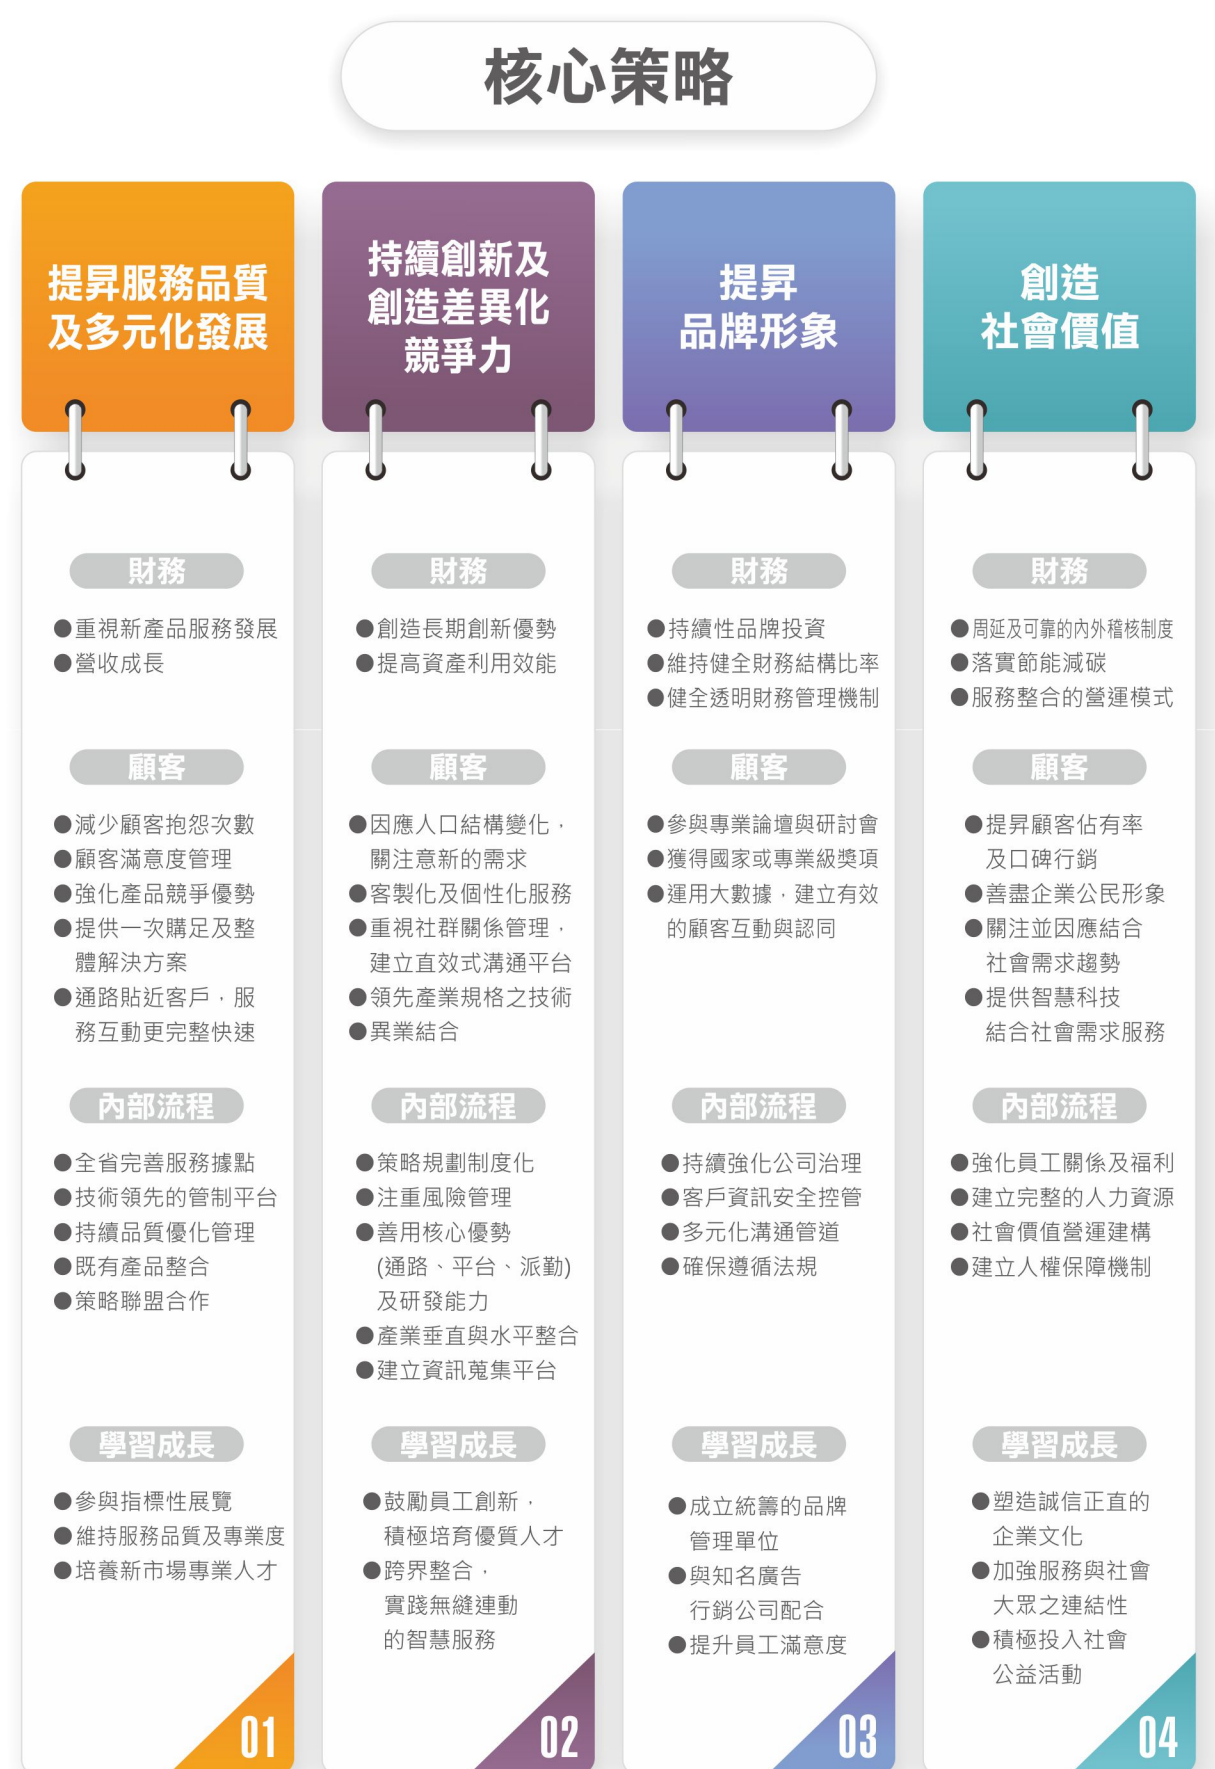 核心策略
提昇服務品質
及多元化發展
財務
●重視新產品服務發展
●營收成長
顧客
●減少顧客抱怨次數
●顧客滿意度管理
●強化產品競爭優勢
●提供一次購足及整
體解決方案
●通路貼近客戶，服
務互動更完整快速
內部流程
●全省完善服務據點
●技術領先的管制平台
●持續品質優化管理
●既有產品整合
●策略聯盟合作
學習成長
●參與指標性展覽
●維持服務品質及專業度
●培養新市場專業人才
01
持續創新及
創造差異化
競爭力
財務
●創造長期創新優勢
●提高資產利用效能
顧客
●因應人口結構變化，
關注意新的需求
●客製化及個性化服務
●重視社群關係管理，
建立直效式溝通平台
●領先產業規格之技術
●異業結合
內部流程
●策略規劃制度化
●注重風險管理
●善用核心優勢
(通路、平台、派勤)
及研發能力
●產業垂直與水平整合
●建立資訊蒐集平台
學習成長
●鼓勵員工創新，
積極培育優質人才
●跨界整合，
實踐無縫連動
的智慧服務
02
提昇
品牌形象
財務
●持續性品牌投資
●維持健全財務結構比率
●健全透明財務管理機制
顧客
●參與專業論壇與研討會
●獲得國家或專業級獎項
●運用大數據，建立有效
的顧客互動與認同
內部流程
●持續強化公司治理
●客戶資訊安全控管
●多元化溝通管道
●確保遵循法規
學習成長
●成立統籌的品牌
管理單位
●與知名廣告
行銷公司配合
●提升員工滿意度
03
創造
社會價值
財務
●周延及可靠的內外稽核制度
●落實節能減碳
●服務整合的營運模式
顧客
●提昇顧客佔有率
及口碑行銷
●善盡企業公民形象
●關注並因應結合
社會需求趨勢
●提供智慧科技
結合社會需求服務
內部流程
●強化員工關係及福利
●建立完整的人力資源
●社會價值營運建構
●建立人權保障機制
學習成長
●塑造誠信正直的
企業文化
●加強服務與社會
大眾之連結性
●積極投入社會
公益活動
04